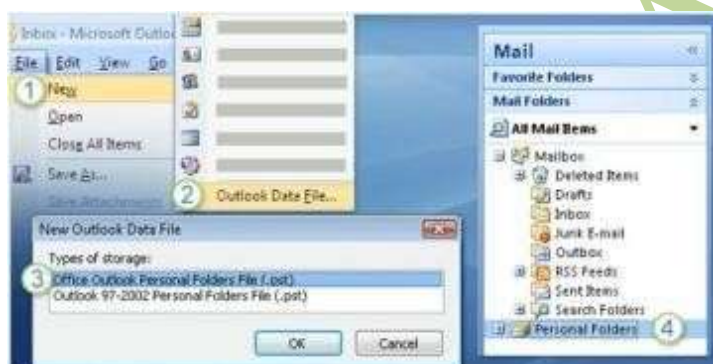 Inbox - Microsoft Outlo
File Edit View Go
1 New
Open
Close All Items
Save As...
Save Attachments
2 Outlook Data File...
New Outlook Data File
Types of storage:
3 Office Outlook Personal Folders File (.pst)
Outlook 97-2002 Personal Folders File (.pst)
OK Cancel
Mail
Favorite Folders
Mail Folders
All Mail Items
Mailbox
Deleted Items
Drafts
Inbox
Junk E-mail
Outbox
RSS Feeds
Sent Items
Search Folders
Personal Folders 4